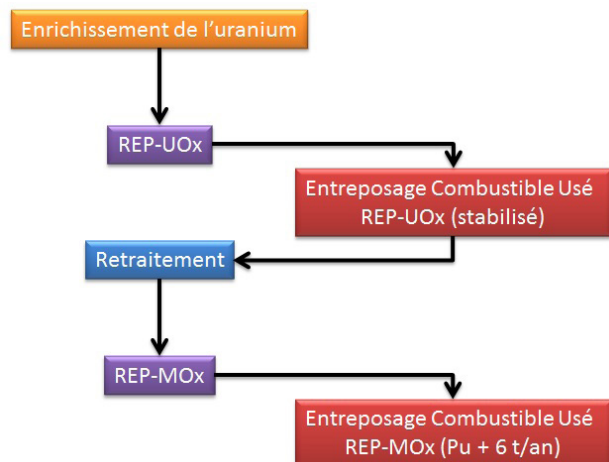 Enrichissement de l'uranium
REP-UOx
Entreposage Combustible Usé
REP-UOx (stabilisé)
Retraitement
REP-MOx
Entreposage Combustible Usé
REP-MOx (Pu + 6 t/an)